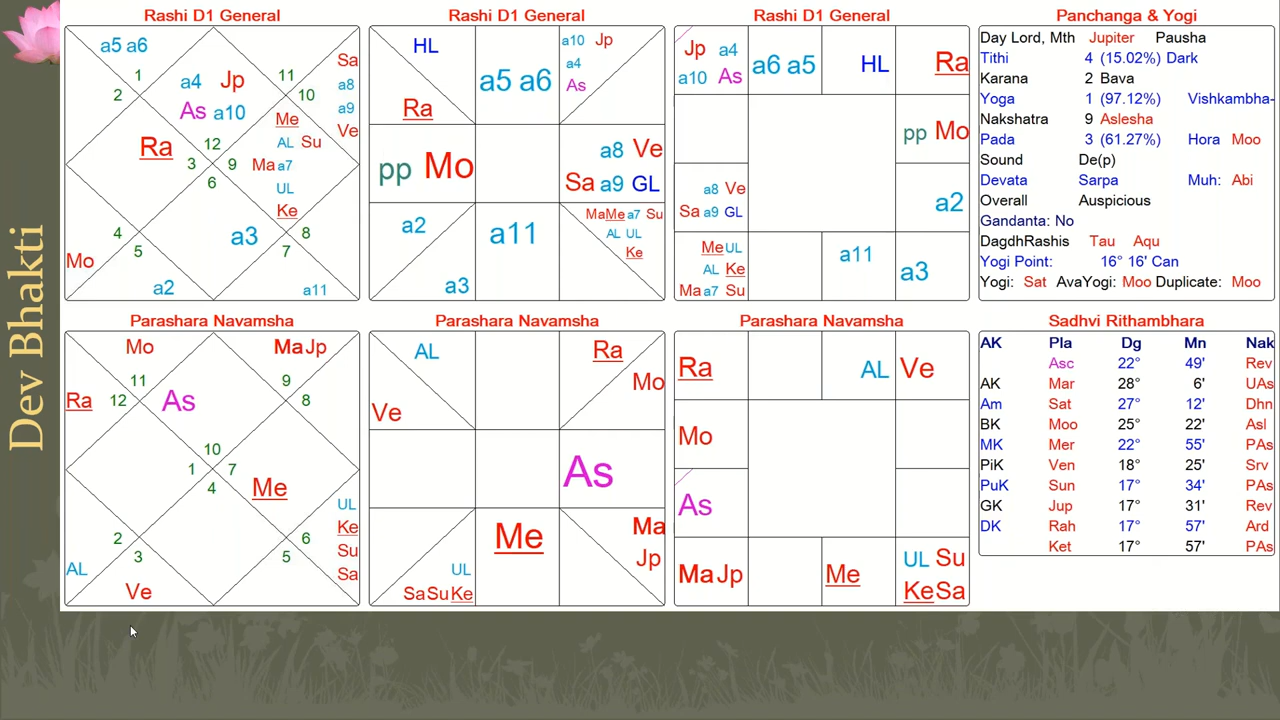 Dev Bhakti
Rashi D1 General
a5 a6
1
2
a4 Jp
As a10
11
10
Sa
a8
a9
Ve
Me
AL Su
Ma a7
UL
Ke
Ra
12
3 9
6
4
5
a3
8
7
Mo
a2
a11
Rashi D1 General
HL
Ra
a5 a6
a10 Jp
a4
As
pp Mo
a8 Ve
Sa a9 GL
a2
a3
a11
MaMe a7 Su
AL UL
Ke
Rashi D1 General
Jp a4
a10 As
a6 a5
HL
Ra
pp Mo
a8 Ve
Sa a9 GL
a2
Me UL
AL Ke
Ma a7 Su
a11
a3
Panchanga & Yogi
Day Lord, Mth Jupiter Pausha
Tithi 4 (15.02%) Dark
Karana 2 Bava
Yoga 1 (97.12%) Vishkambha-
Nakshatra 9 Aslesha
Pada 3 (61.27%) Hora Moo
Sound De(p)
Devata Sarpa Muh: Abi
Overall Auspicious
Gandanta: No
DagdhRashis Tau Aqu
Yogi Point: 16° 16' Can
Yogi: Sat AvaYogi: Moo Duplicate: Moo
Parashara Navamsha
Mo
Ma Jp
11
12
Ra
As
9
8
10
1 7
4
Me
UL
Ke
Su
Sa
2
3
6
5
AL
Ve
Parashara Navamsha
AL
Ve
Ra
Mo
As
UL
SaSuKe
Me
Ma
Jp
Parashara Navamsha
Ra
AL
Ve
Mo
As
MaJp
Me
UL Su
KeSa
Sadhvi Rithambhara
AK Pla Dg Mn Nak
Asc 22° 49' Rev
AK Mar 28° 6' UAs
Am Sat 27° 12' Dhn
BK Moo 25° 22' Asl
MK Mer 22° 55' PAs
PiK Ven 18° 25' Srv
PuK Sun 17° 34' PAs
GK Jup 17° 31' Rev
DK Rah 17° 57' Ard
Ket 17° 57' PAs